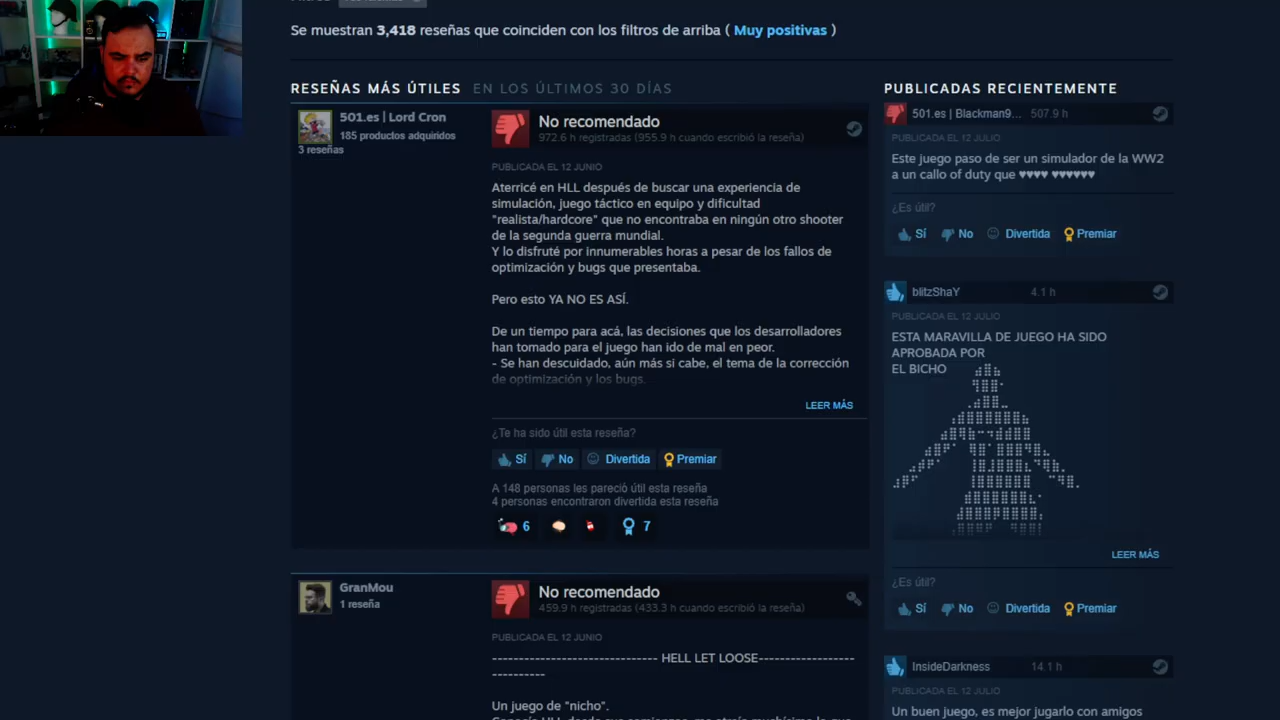 Se muestran 3,418 reseñas que coinciden con los filtros de arriba ( Muy positivas )
RESEÑAS MÁS ÚTILES EN LOS ÚLTIMOS 30 DÍAS
501.es | Lord Cron
185 productos adquiridos
3 reseñas
No recomendado
972.6 h registradas (955.9 h cuando escribió la reseña)
PUBLICADA EL 12 JUNIO
Aterricé en HLL después de buscar una experiencia de
simulación, juego táctico en equipo y dificultad
"realista/hardcore" que no encontraba en ningún otro shooter
de la segunda guerra mundial.
Y lo disfruté por innumerables horas a pesar de los fallos de
optimización y bugs que presentaba.
Pero esto YA NO ES ASÍ.
De un tiempo para acá, las decisiones que los desarrolladores
han tomado para el juego han ido de mal en peor.
- Se han descuidado, aún más si cabe, el tema de la corrección
de optimización y los bugs.
LEER MÁS
¿Te ha sido útil esta reseña?
Sí No Divertida Premiar
A 148 personas les pareció útil esta reseña
4 personas encontraron divertida esta reseña
6 7
GranMou
1 reseña
No recomendado
459.9 h registradas (433.3 h cuando escribió la reseña)
PUBLICADA EL 12 JUNIO
------------------------------- HELL LET LOOSE------------------
----------
Un juego de "nicho".
PUBLICADAS RECIENTEMENTE
501.es | Blackman9... 507.9 h
PUBLICADA EL 12 JULIO
Este juego paso de ser un simulador de la WW2
a un callo of duty que ♥♥♥♥ ♥♥♥♥♥♥
¿Es útil?
Sí No Divertida Premiar
blitzShaY 4.1 h
PUBLICADA EL 12 JULIO
ESTA MARAVILLA DE JUEGO HA SIDO
APROBADA POR
EL BICHO
LEER MÁS
¿Es útil?
Sí No Divertida Premiar
InsideDarkness 14.1 h
PUBLICADA EL 12 JULIO
Un buen juego, es mejor jugarlo con amigos